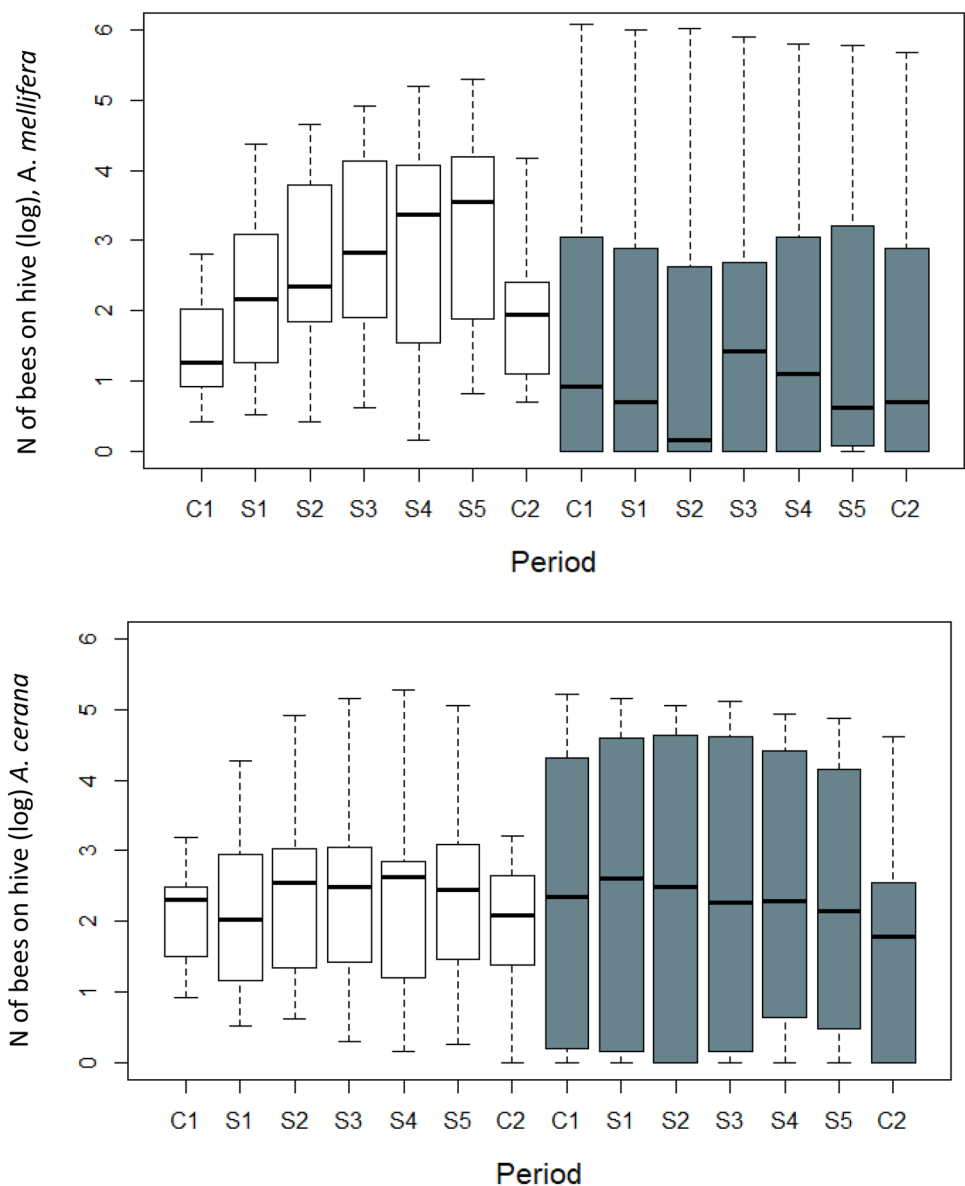 N of bees on hive (log), A. mellifera
6
5
4
3
2
1
0
C1 S1 S2 S3 S4 S5 C2 C1 S1 S2 S3 S4 S5 C2
Period
N of bees on hive (log) A. cerana
6
5
4
3
2
1
0
C1 S1 S2 S3 S4 S5 C2 C1 S1 S2 S3 S4 S5 C2
Period